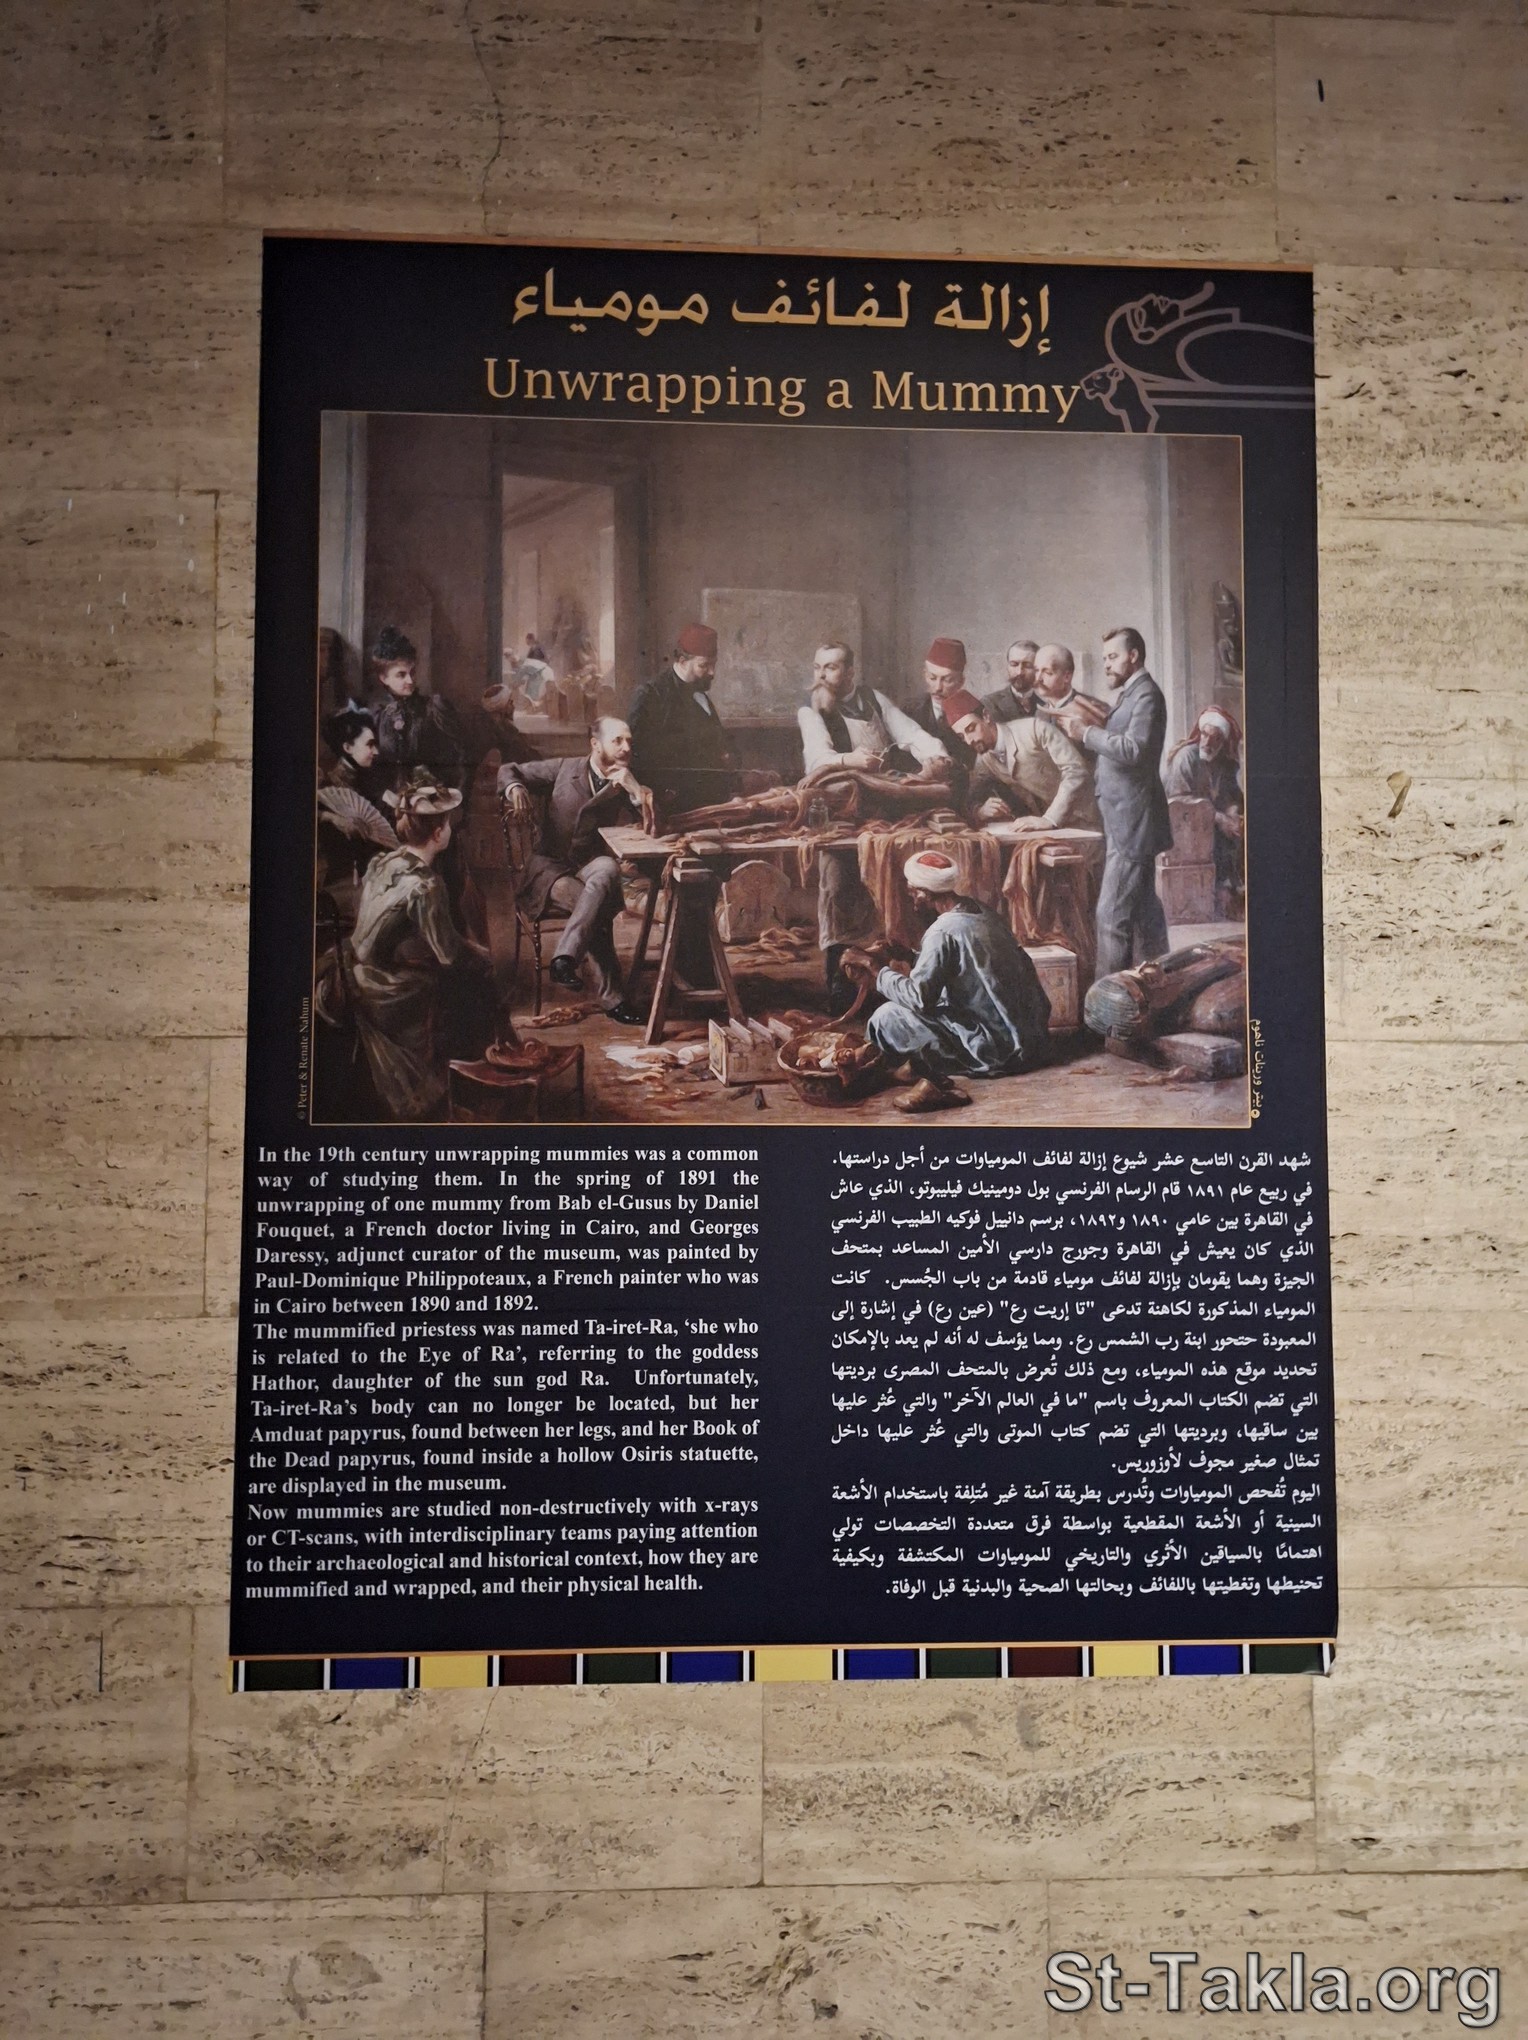 إزالة لفائف مومياء
Unwrapping a Mummy
© Peter & Renate Nahum
بيتر ورينات ناهوم
In the 19th century unwrapping mummies was a common
way of studying them. In the spring of 1891 the
unwrapping of one mummy from Bab el-Gusus by Daniel
Fouquet, a French doctor living in Cairo, and Georges
Daressy, adjunct curator of the museum, was painted by
Paul-Dominique Philippoteaux, a French painter who was
in Cairo between 1890 and 1892.
The mummified priestess was named Ta-iret-Ra, ‘she who
is related to the Eye of Ra’, referring to the goddess
Hathor, daughter of the sun god Ra. Unfortunately,
Ta-iret-Ra’s body can no longer be located, but her
Amduat papyrus, found between her legs, and her Book of
the Dead papyrus, found inside a hollow Osiris statuette,
are displayed in the museum.
Now mummies are studied non-destructively with x-rays
or CT-scans, with interdisciplinary teams paying attention
to their archaeological and historical context, how they are
mummified and wrapped, and their physical health.
شهد القرن التاسع عشر شيوع إزالة لفائف المومياوات من أجل دراستها.
في ربيع عام ١٨٩١ قام الرسام الفرنسي بول دومينيك فيليبوتو، الذي عاش
في القاهرة بين عامي ١٨٩٠ و١٨٩٢، برسم دانييل فوكيه الطبيب الفرنسي
الذي كان يعيش في القاهرة وجورج دارسي الأمين المساعد بمتحف
الجيزة وهما يقومان بإزالة لفائف مومياء قادمة من باب الجُسس. كانت
المومياء المذكورة لكاهنة تدعى "تا إريت رع" (عين رع) في إشارة إلى
المعبودة حتحور ابنة رب الشمس رع. ومما يؤسف له أنه لم يعد بالإمكان
تحديد موقع هذه المومياء، ومع ذلك تُعرض بالمتحف المصرى برديتها
التي تضم الكتاب المعروف باسم "ما في العالم الآخر" والتي عُثر عليها
بين ساقيها، وبرديتها التي تضم كتاب الموتى والتي عُثر عليها داخل
تمثال صغير مجوف لأوزوريس.
اليوم تُفحص المومياوات وتُدرس بطريقة آمنة غير مُتلِفة باستخدام الأشعة
السينية أو الأشعة المقطعية بواسطة فرق متعددة التخصصات تولي
اهتمامًا بالسياقين الأثري والتاريخي للمومياوات المكتشفة وبكيفية
تحنيطها وتغطيتها باللفائف وبحالتها الصحية والبدنية قبل الوفاة.
St-Takla.org